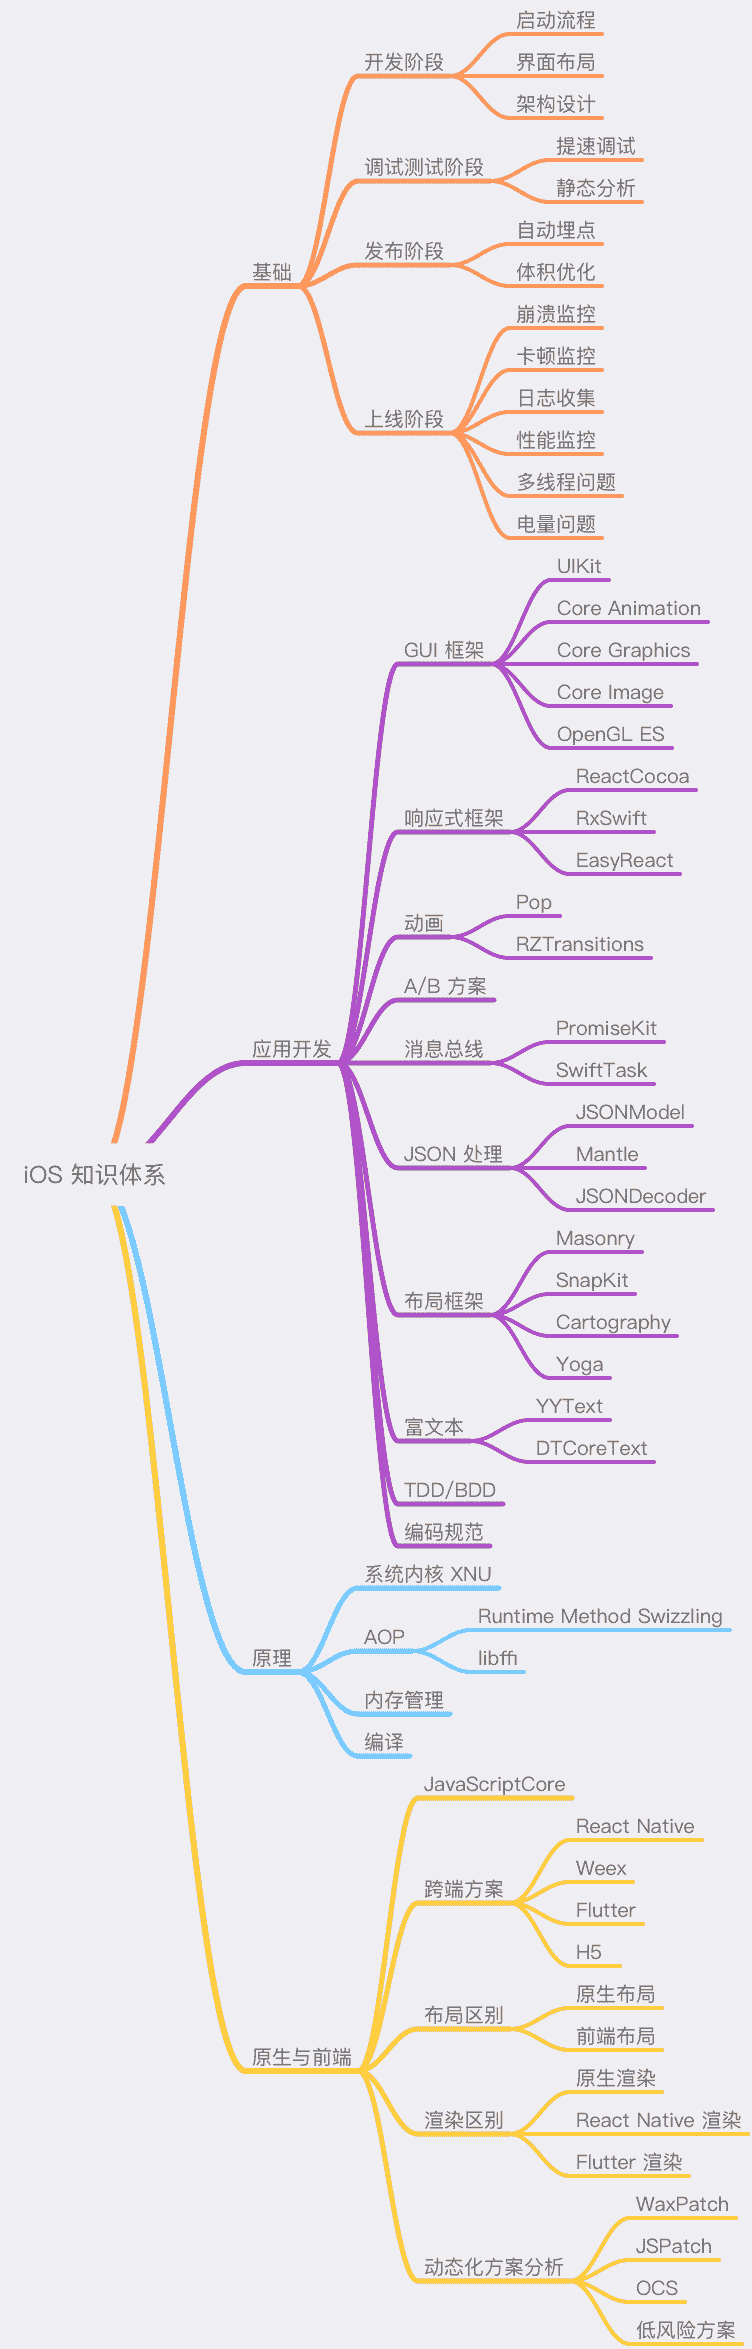 iOS 知识体系
基础
开发阶段
启动流程
界面布局
架构设计
调试测试阶段
提速调试
静态分析
发布阶段
自动埋点
体积优化
上线阶段
崩溃监控
卡顿监控
日志收集
性能监控
多线程问题
电量问题
应用开发
GUI 框架
UIKit
Core Animation
Core Graphics
Core Image
OpenGL ES
响应式框架
ReactCocoa
RxSwift
EasyReact
动画
Pop
RZTransitions
A/B 方案
消息总线
PromiseKit
SwiftTask
JSON 处理
JSONModel
Mantle
JSONDecoder
布局框架
Masonry
SnapKit
Cartography
Yoga
富文本
YYText
DTCoreText
TDD/BDD
编码规范
原理
系统内核 XNU
AOP
Runtime Method Swizzling
libffi
内存管理
编译
原生与前端
JavaScriptCore
跨端方案
React Native
Weex
Flutter
H5
布局区别
原生布局
前端布局
渲染区别
原生渲染
React Native 渲染
Flutter 渲染
动态化方案分析
WaxPatch
JSPatch
OCS
低风险方案